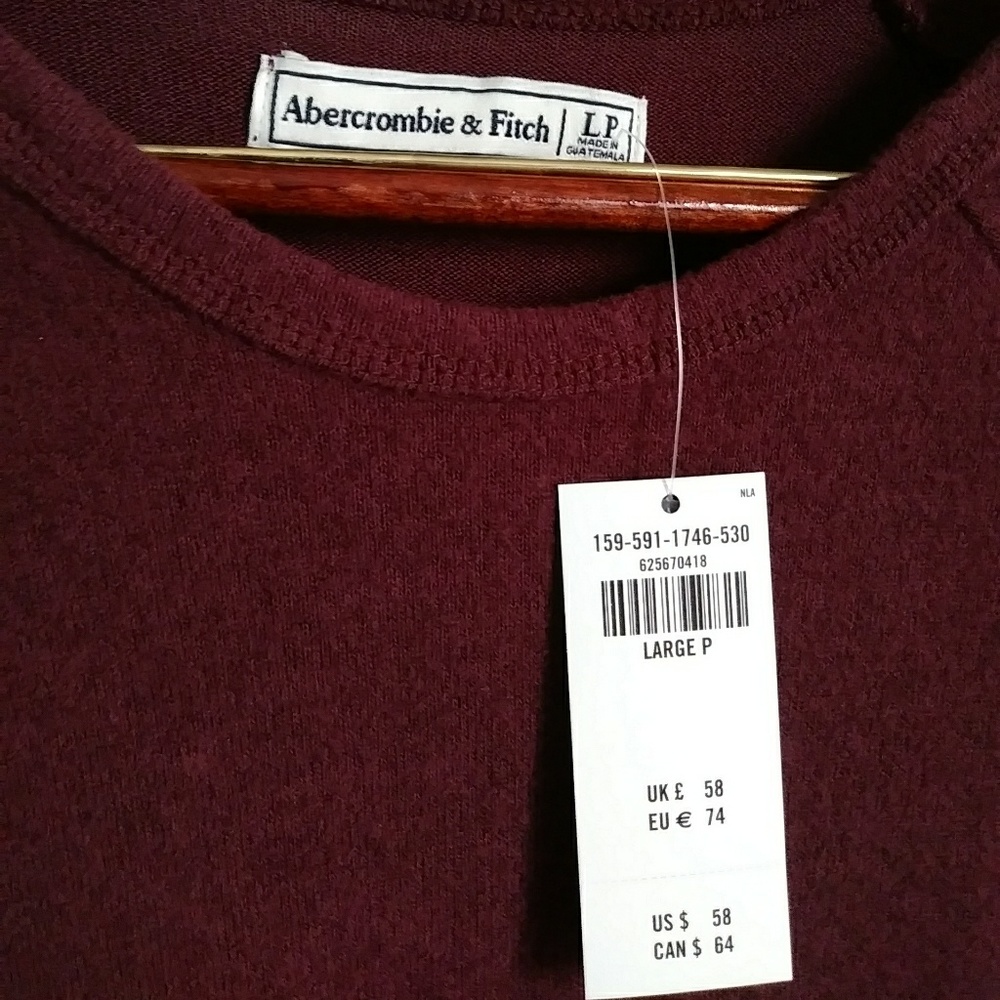 Abercrombie & Fitch
LP
MADE IN
GUATEMALA
NLA
159-591-1746-530
625670418
LARGE P
UK £ 58
EU € 74
US $ 58
CAN $ 64